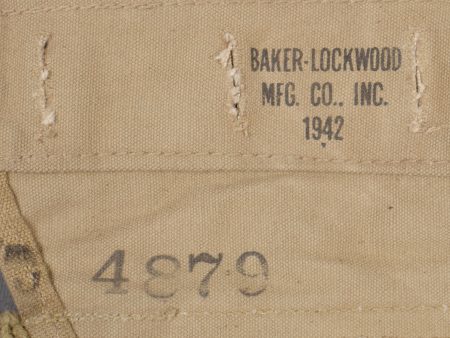 BAKER-LOCKWOOD
MFG. CO., INC.
1942
4879